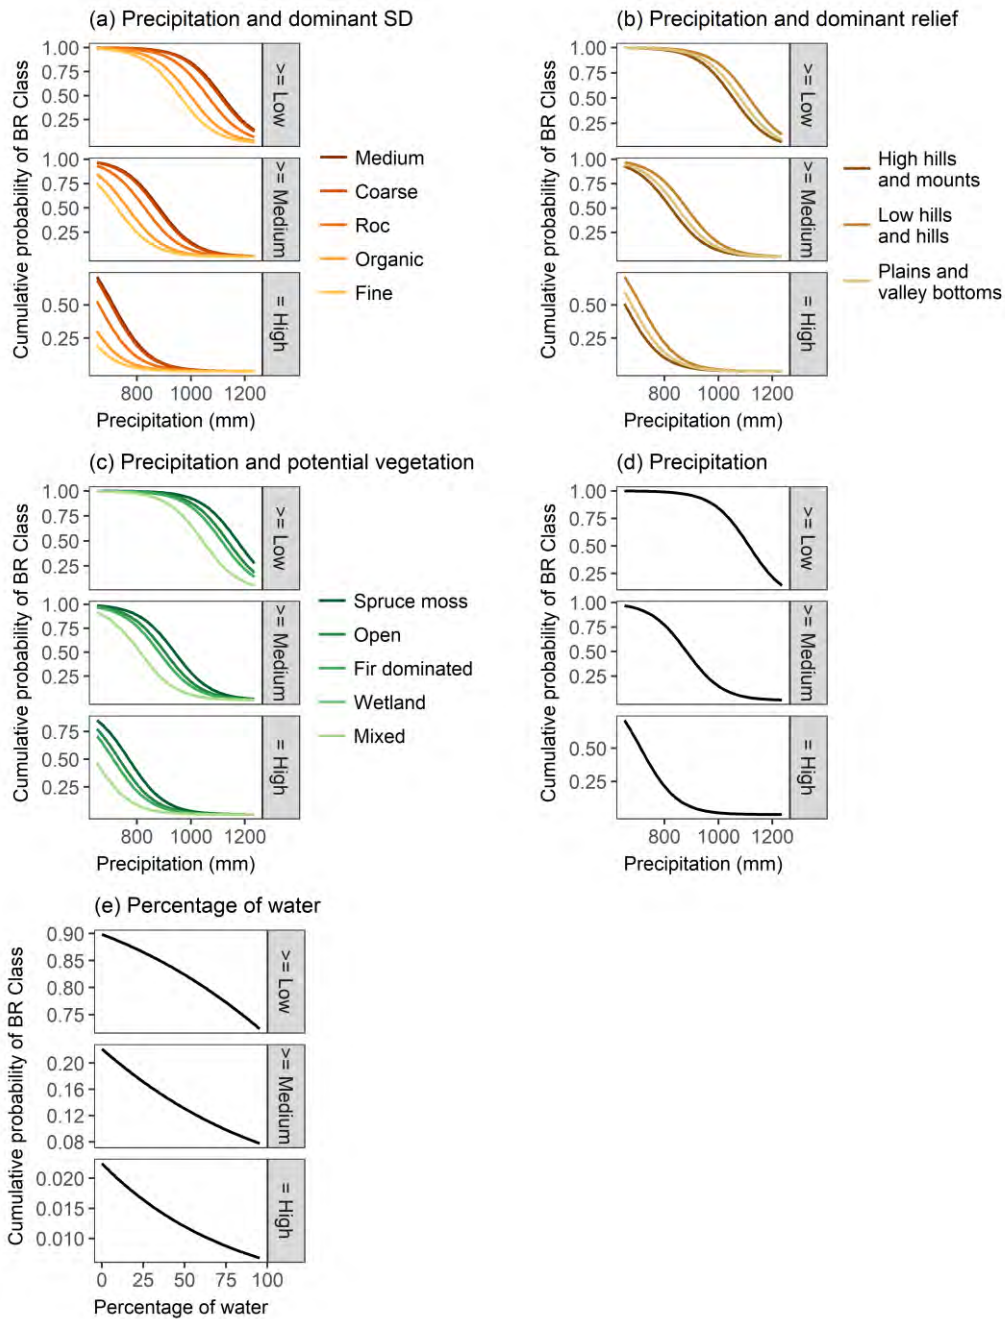 (a) Precipitation and dominant SD
Cumulative probability of BR Class
1.00
0.75
0.50
0.25
>= Low
1.00
0.75
0.50
0.25
>= Medium
0.50
0.25
= High
800
1000
1200
Precipitation (mm)
Medium
Coarse
Roc
Organic
Fine
(b) Precipitation and dominant relief
Cumulative probability of BR Class
1.00
0.75
0.50
0.25
>= Low
1.00
0.75
0.50
0.25
>= Medium
0.50
0.25
= High
800
1000
1200
Precipitation (mm)
High hills
and mounts
Low hills
and hills
Plains and
valley bottoms
(c) Precipitation and potential vegetation
Cumulative probability of BR Class
1.00
0.75
0.50
0.25
>= Low
1.00
0.75
0.50
0.25
>= Medium
0.75
0.50
0.25
= High
800
1000
1200
Precipitation (mm)
Spruce moss
Open
Fir dominated
Wetland
Mixed
(d) Precipitation
Cumulative probability of BR Class
1.00
0.75
0.50
0.25
>= Low
1.00
0.75
0.50
0.25
>= Medium
0.50
0.25
= High
800
1000
1200
Precipitation (mm)
(e) Percentage of water
Cumulative probability of BR Class
0.90
0.85
0.80
0.75
>= Low
0.20
0.16
0.12
0.08
>= Medium
0.020
0.015
0.010
= High
0
25
50
75
100
Percentage of water